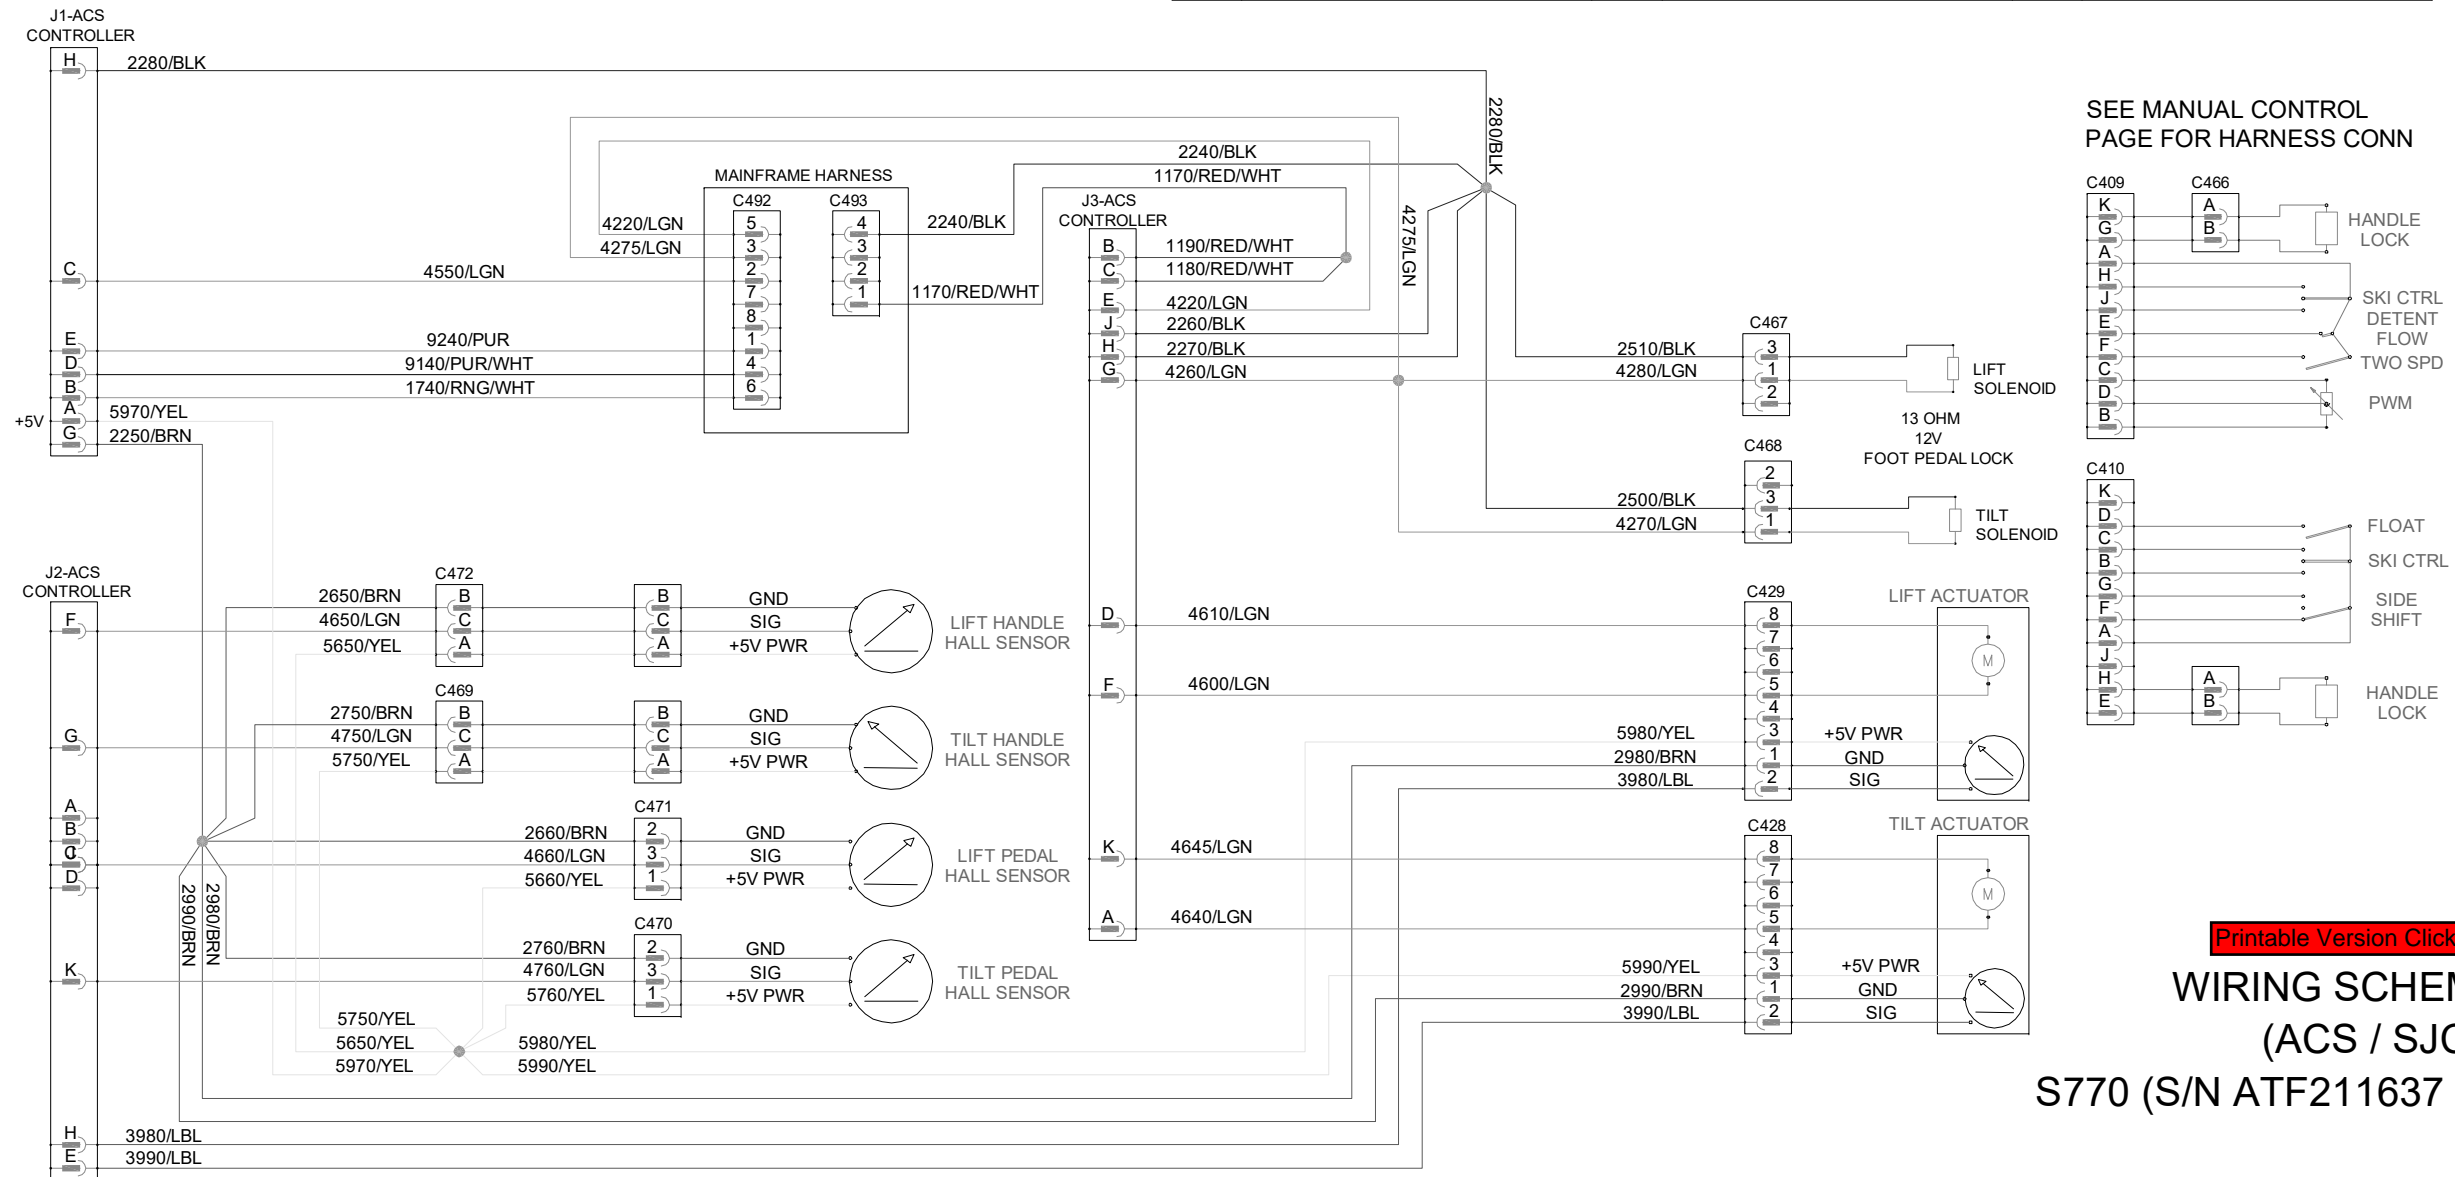 J1-ACS
CONTROLLER
H
2280/BLK
C
4550/LGN
E
9240/PUR
D
9140/PUR/WHT
B
1740/RNG/WHT
+5V
A
5970/YEL
G
2250/BRN
MAINFRAME HARNESS
C492
C493
4220/LGN
5
4275/LGN
3
2
7
8
1
4
6
4
3
2
1
2240/BLK
1170/RED/WHT
2240/BLK
1170/RED/WHT
J3-ACS
CONTROLLER
B
1190/RED/WHT
C
1180/RED/WHT
E
4220/LGN
J
2260/BLK
H
2270/BLK
G
4260/LGN
D
4610/LGN
F
4600/LGN
K
4645/LGN
A
4640/LGN
4275/LGN
2280/BLK
C467
2510/BLK
3
4280/LGN
1
2
LIFT
SOLENOID
13 OHM
12V
FOOT PEDAL LOCK
C468
2
2500/BLK
3
4270/LGN
1
TILT
SOLENOID
SEE MANUAL CONTROL
PAGE FOR HARNESS CONN
C409
C466
K
G
A
H
J
E
F
C
D
B
A
B
HANDLE
LOCK
SKI CTRL
DETENT
FLOW
TWO SPD
PWM
C410
K
D
C
B
G
F
A
J
H
E
A
B
FLOAT
SKI CTRL
SIDE
SHIFT
HANDLE
LOCK
J2-ACS
CONTROLLER
F
G
A
B
C
D
K
H
3980/LBL
E
3990/LBL
C472
2650/BRN
B
B
GND
4650/LGN
C
C
SIG
5650/YEL
A
A
+5V PWR
LIFT HANDLE
HALL SENSOR
C469
2750/BRN
B
B
GND
4750/LGN
C
C
SIG
5750/YEL
A
A
+5V PWR
TILT HANDLE
HALL SENSOR
C471
2660/BRN
2
GND
4660/LGN
3
SIG
5660/YEL
1
+5V PWR
LIFT PEDAL
HALL SENSOR
2990/BRN
2980/BRN
C470
2760/BRN
2
GND
4760/LGN
3
SIG
5760/YEL
1
+5V PWR
TILT PEDAL
HALL SENSOR
5750/YEL
5650/YEL
5980/YEL
5970/YEL
5990/YEL
C429
LIFT ACTUATOR
8
7
6
5
4
M
5980/YEL
3
+5V PWR
2980/BRN
1
GND
3980/LBL
2
SIG
C428
TILT ACTUATOR
8
7
6
5
4
M
5990/YEL
3
+5V PWR
2990/BRN
1
GND
3990/LBL
2
SIG
Printable Version Click
WIRING
(ACS /
S770 (S/N ATF211637